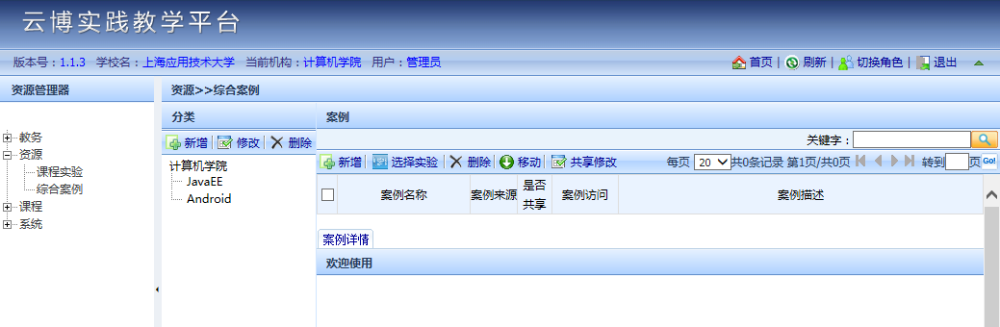 云博实践教学平台
版本号：1.1.3 学校名：上海应用技术大学 当前机构：计算机学院 用户：管理员 首页 | 刷新 | 切换角色 | 退出
资源管理器
资源>>综合案例
分类
案例
关键字：
新增 修改 删除
新增 选择实验 删除 移动 共享修改 每页 20 共0条记录 第1页/共0页 转到 页 Go!
教务
资源
课程实验
综合案例
课程
系统
计算机学院
JavaEE
Android
案例名称 案例来源 是否共享 案例访问 案例描述
案例详情
欢迎使用